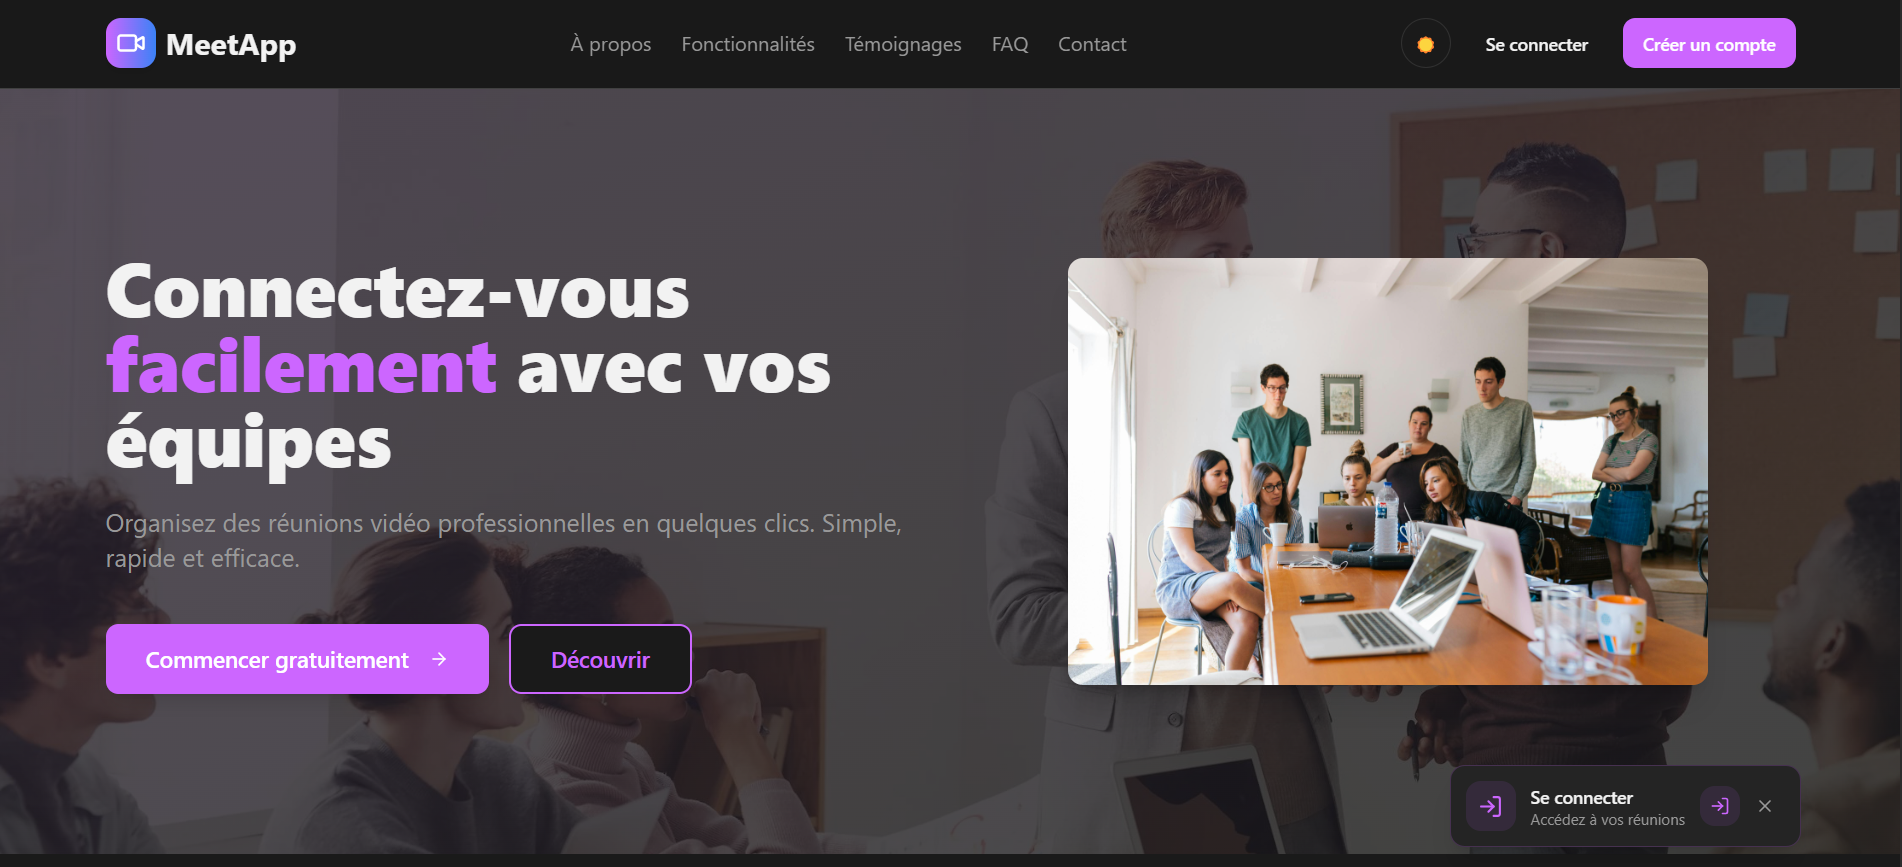 MeetApp
À propos
Fonctionnalités
Témoignages
FAQ
Contact
Se connecter
Créer un compte
Connectez-vous
facilement avec vos
équipes
Organisez des réunions vidéo professionnelles en quelques clics. Simple,
rapide et efficace.
Commencer gratuitement
Découvrir
Se connecter
Accédez à vos réunions